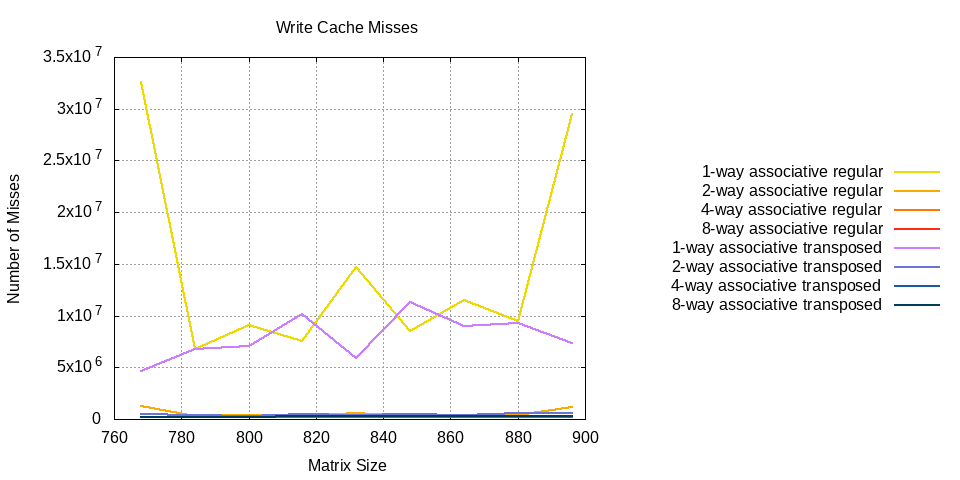 Write Cache Misses
3.5x10 7
3x10 7
2.5x10 7
2x10 7
1.5x10 7
1x10 7
5x10 6
0
760 780 800 820 840 860 880 900
Number of Misses
Matrix Size
1-way associative regular
2-way associative regular
4-way associative regular
8-way associative regular
1-way associative transposed
2-way associative transposed
4-way associative transposed
8-way associative transposed